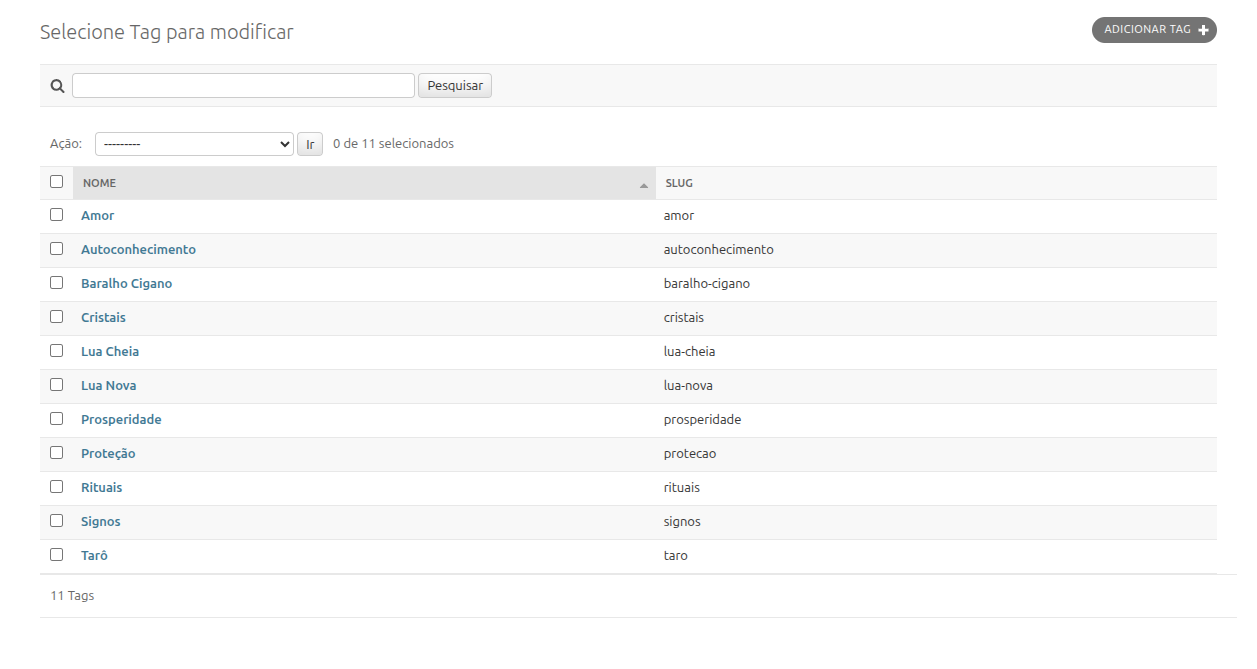 Selecione Tag para modificar
ADICIONAR TAG
Pesquisar
Ação: --------- Ir 0 de 11 selecionados
NOME SLUG
Amor amor
Autoconhecimento autoconhecimento
Baralho Cigano baralho-cigano
Cristais cristais
Lua Cheia lua-cheia
Lua Nova lua-nova
Prosperidade prosperidade
Proteção protecao
Rituais rituais
Signos signos
Tarô taro
11 Tags